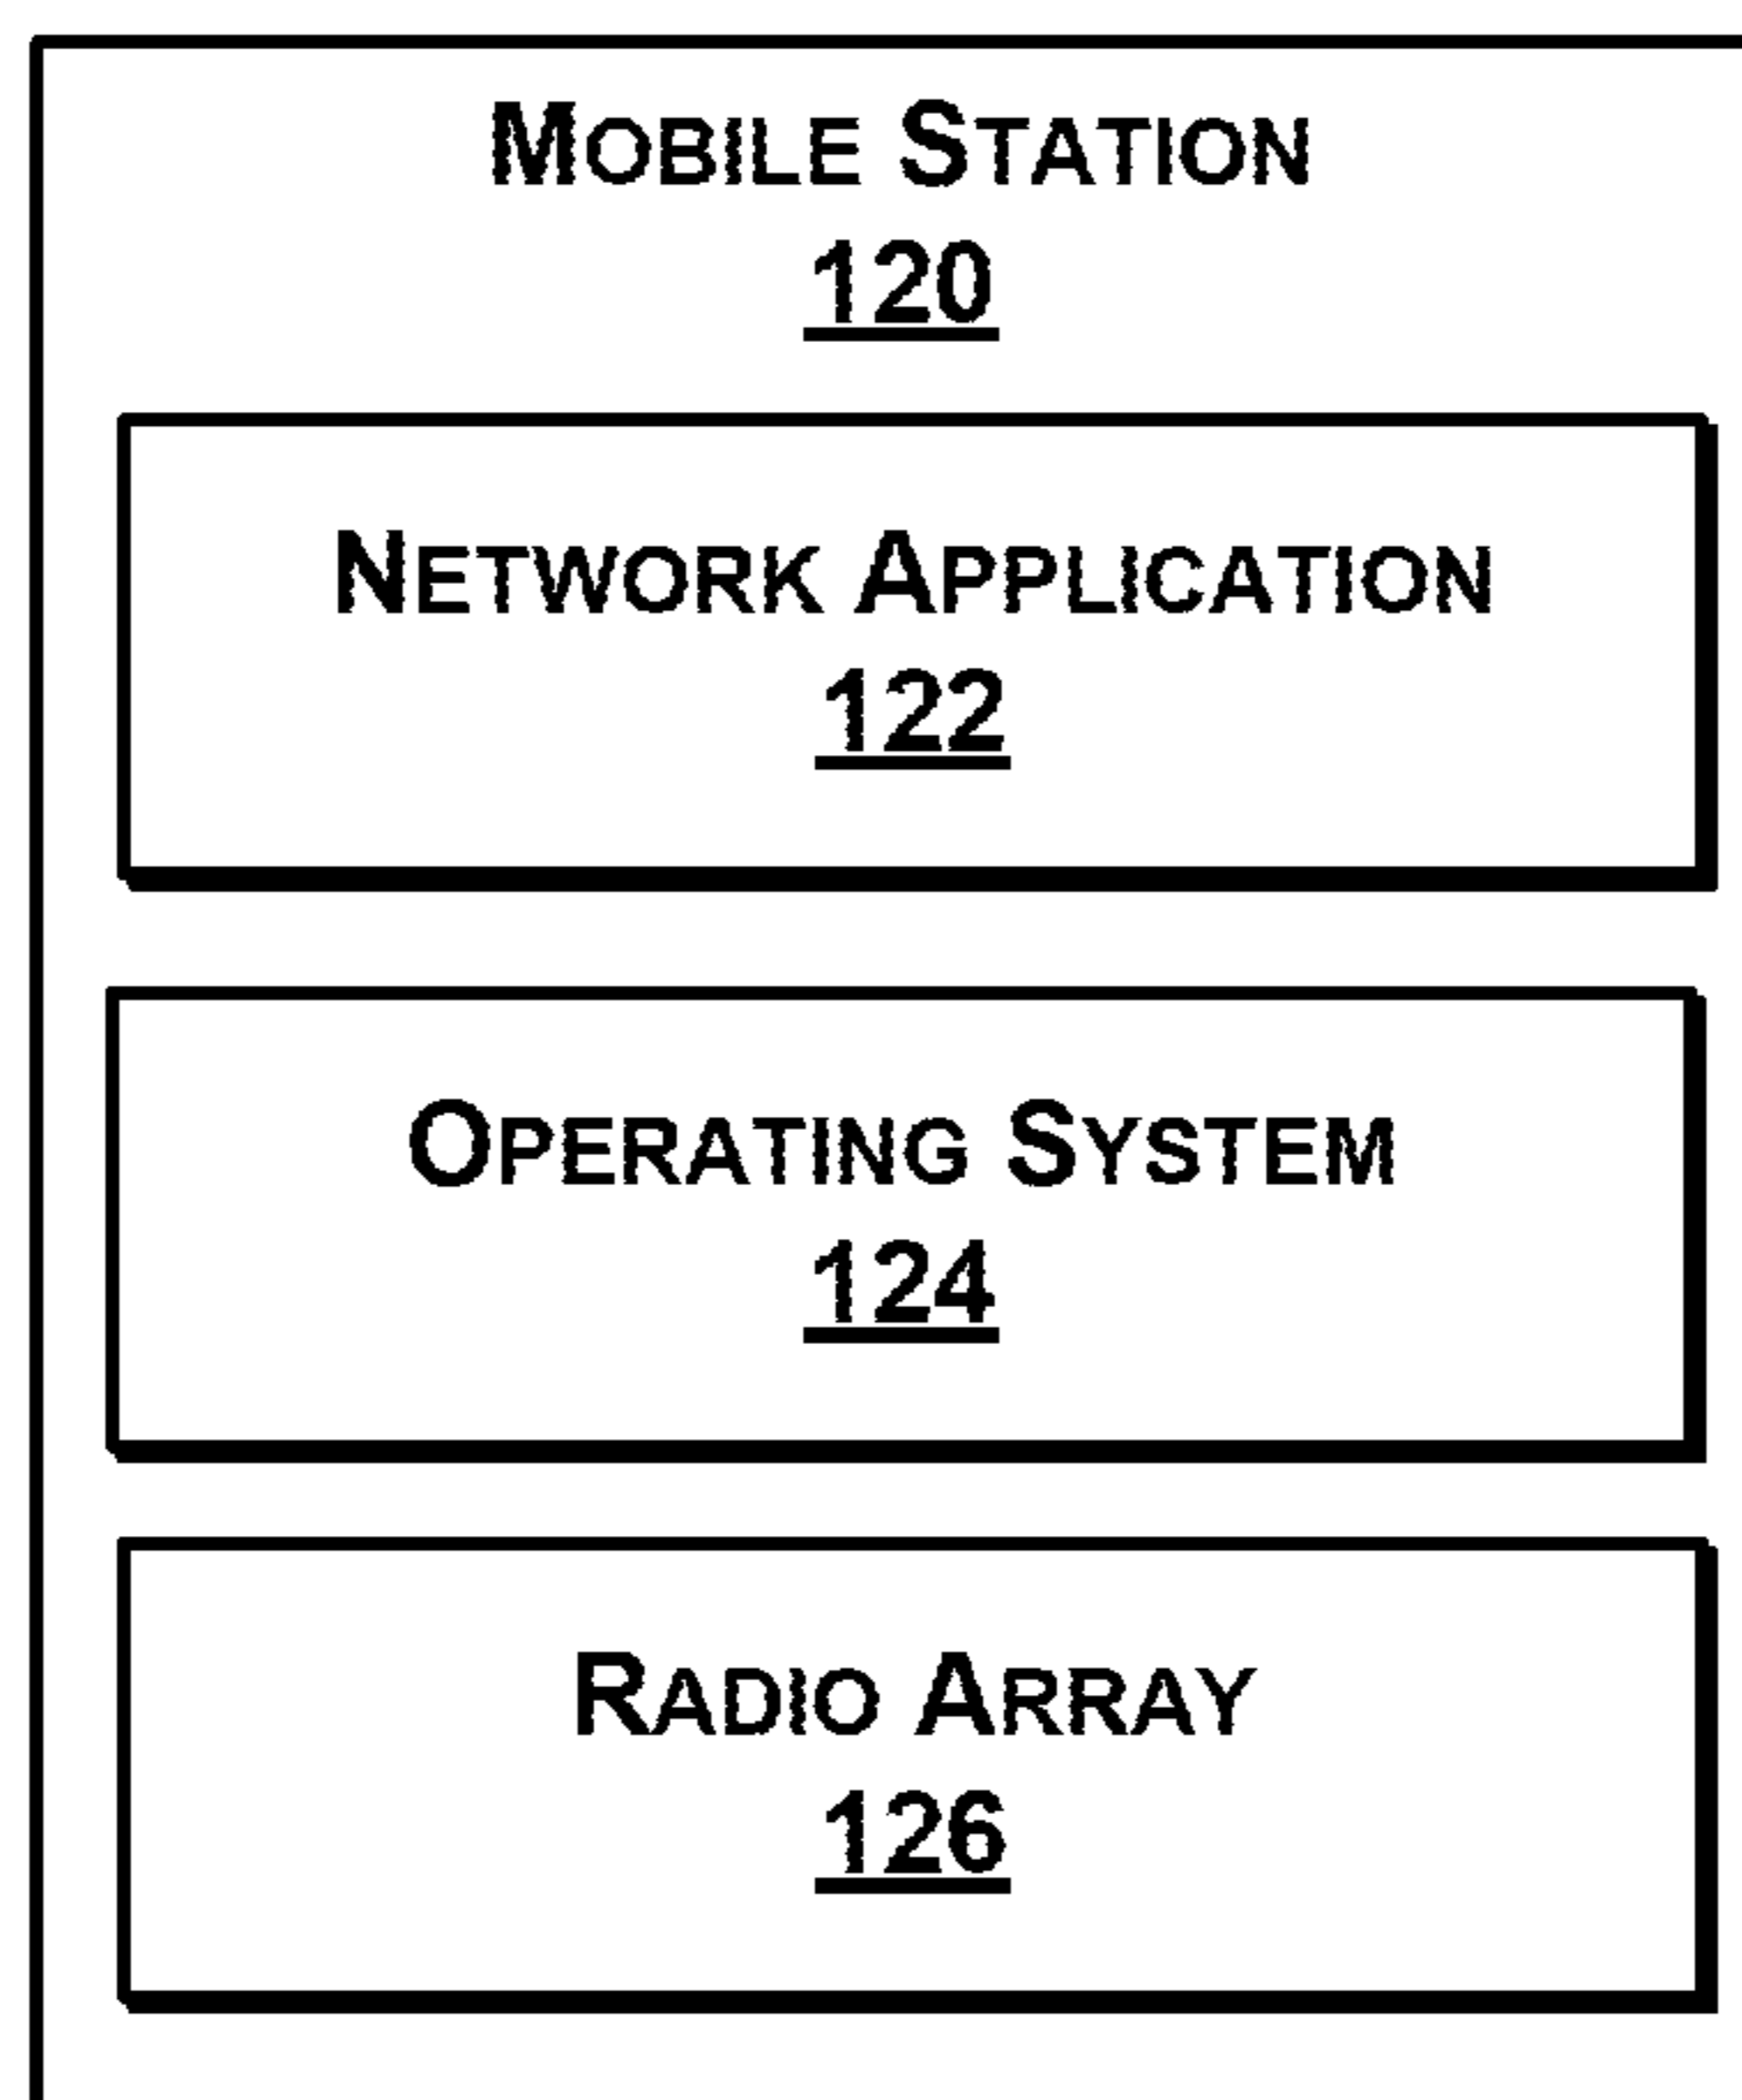 MOBILE STATION
120
NETWORK APPLICATION
122
OPERATING SYSTEM
124
RADIO ARRAY
126